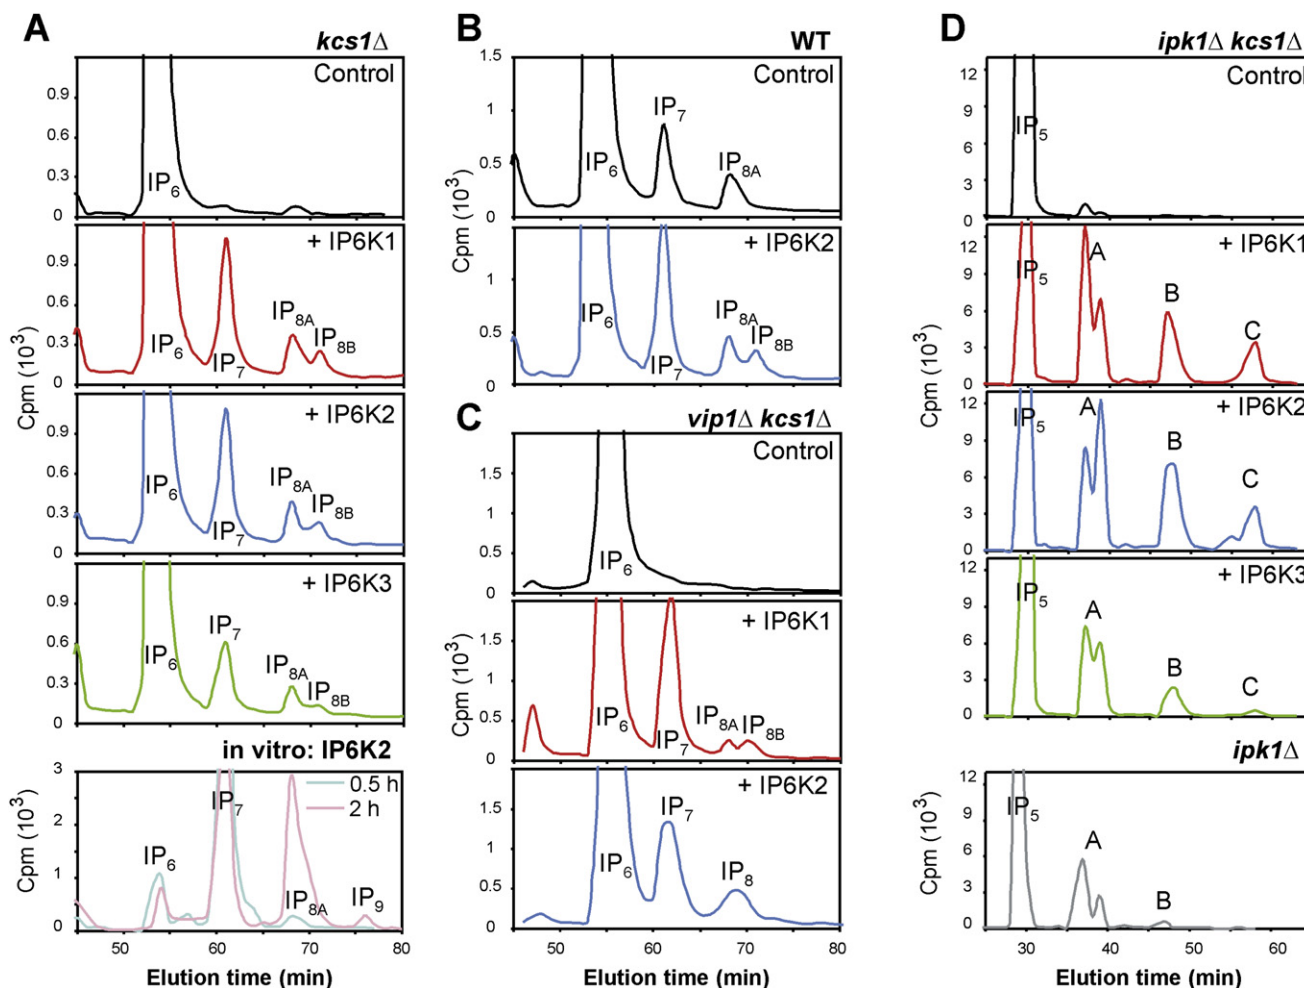 A
kcs1Δ
Control
0.9
0.6
0.3
0
IP6
+ IP6K1
0.9
0.6
0.3
0
IP6
IP7
IP8A
IP8B
Cpm (10³)
+ IP6K2
0.9
0.6
0.3
0
IP6
IP7
IP8A
IP8B
+ IP6K3
0.9
0.6
0.3
0
IP6
IP7
IP8A
IP8B
in vitro: IP6K2
0.5 h
2 h
3
2
1
0
Cpm (10³)
IP6
IP7
IP8A
IP9
50 60 70 80
Elution time (min)
B
WT
Control
1.5
1
0.5
0
Cpm (10³)
IP6
IP7
IP8A
+ IP6K2
1
0.5
0
IP6
IP7
IP8A
IP8B
C
vip1Δ kcs1Δ
Control
1.5
1
0.5
0
IP6
+ IP6K1
1.5
1
0.5
0
Cpm (10³)
IP6
IP7
IP8A
IP8B
+ IP6K2
1.5
1
0.5
0
IP6
IP7
IP8
50 60 70 80
Elution time (min)
D
ipk1Δ kcs1Δ
Control
12
9
6
3
0
IP5
+ IP6K1
12
9
6
3
0
IP5
A
B
C
Cpm (10³)
+ IP6K2
12
9
6
3
0
IP5
A
B
C
+ IP6K3
12
9
6
3
0
IP5
A
B
C
ipk1Δ
12
9
6
3
0
Cpm (10³)
IP5
A
B
30 40 50 60
Elution time (min)